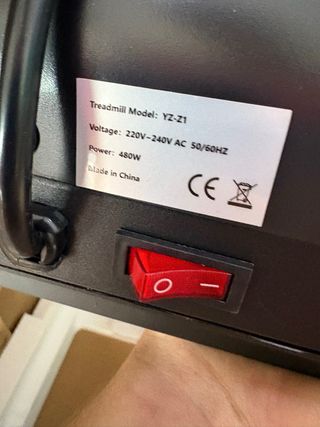 Treadmill Model: YZ-Z1
Voltage: 220V~240V AC 50/60HZ
Power: 480W
Made in China
CE
O —